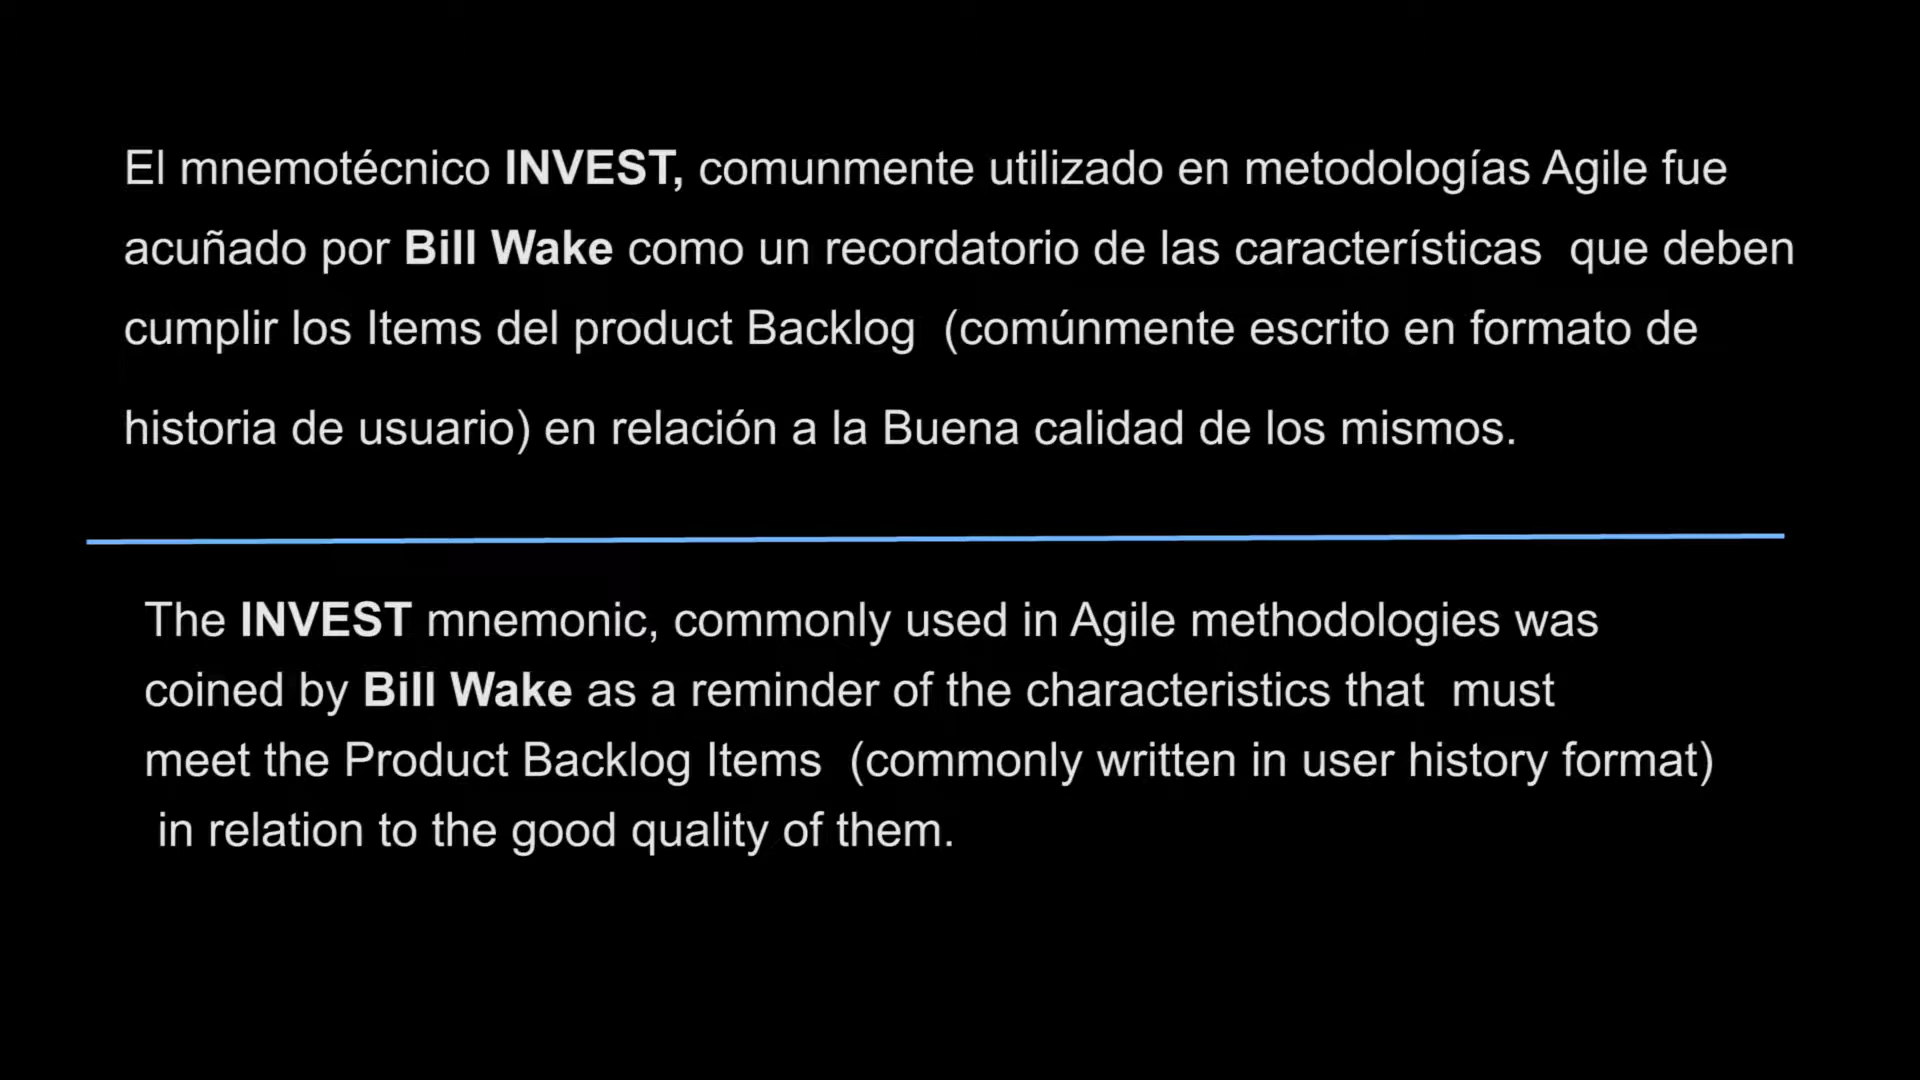 El mnemotécnico INVEST, comunmente utilizado en metodologías Agile fue
acuñado por Bill Wake como un recordatorio de las características  que deben
cumplir los Items del product Backlog  (comúnmente escrito en formato de
historia de usuario) en relación a la Buena calidad de los mismos.
The INVEST mnemonic, commonly used in Agile methodologies was
coined by Bill Wake as a reminder of the characteristics that  must
meet the Product Backlog Items  (commonly written in user history format)
in relation to the good quality of them.